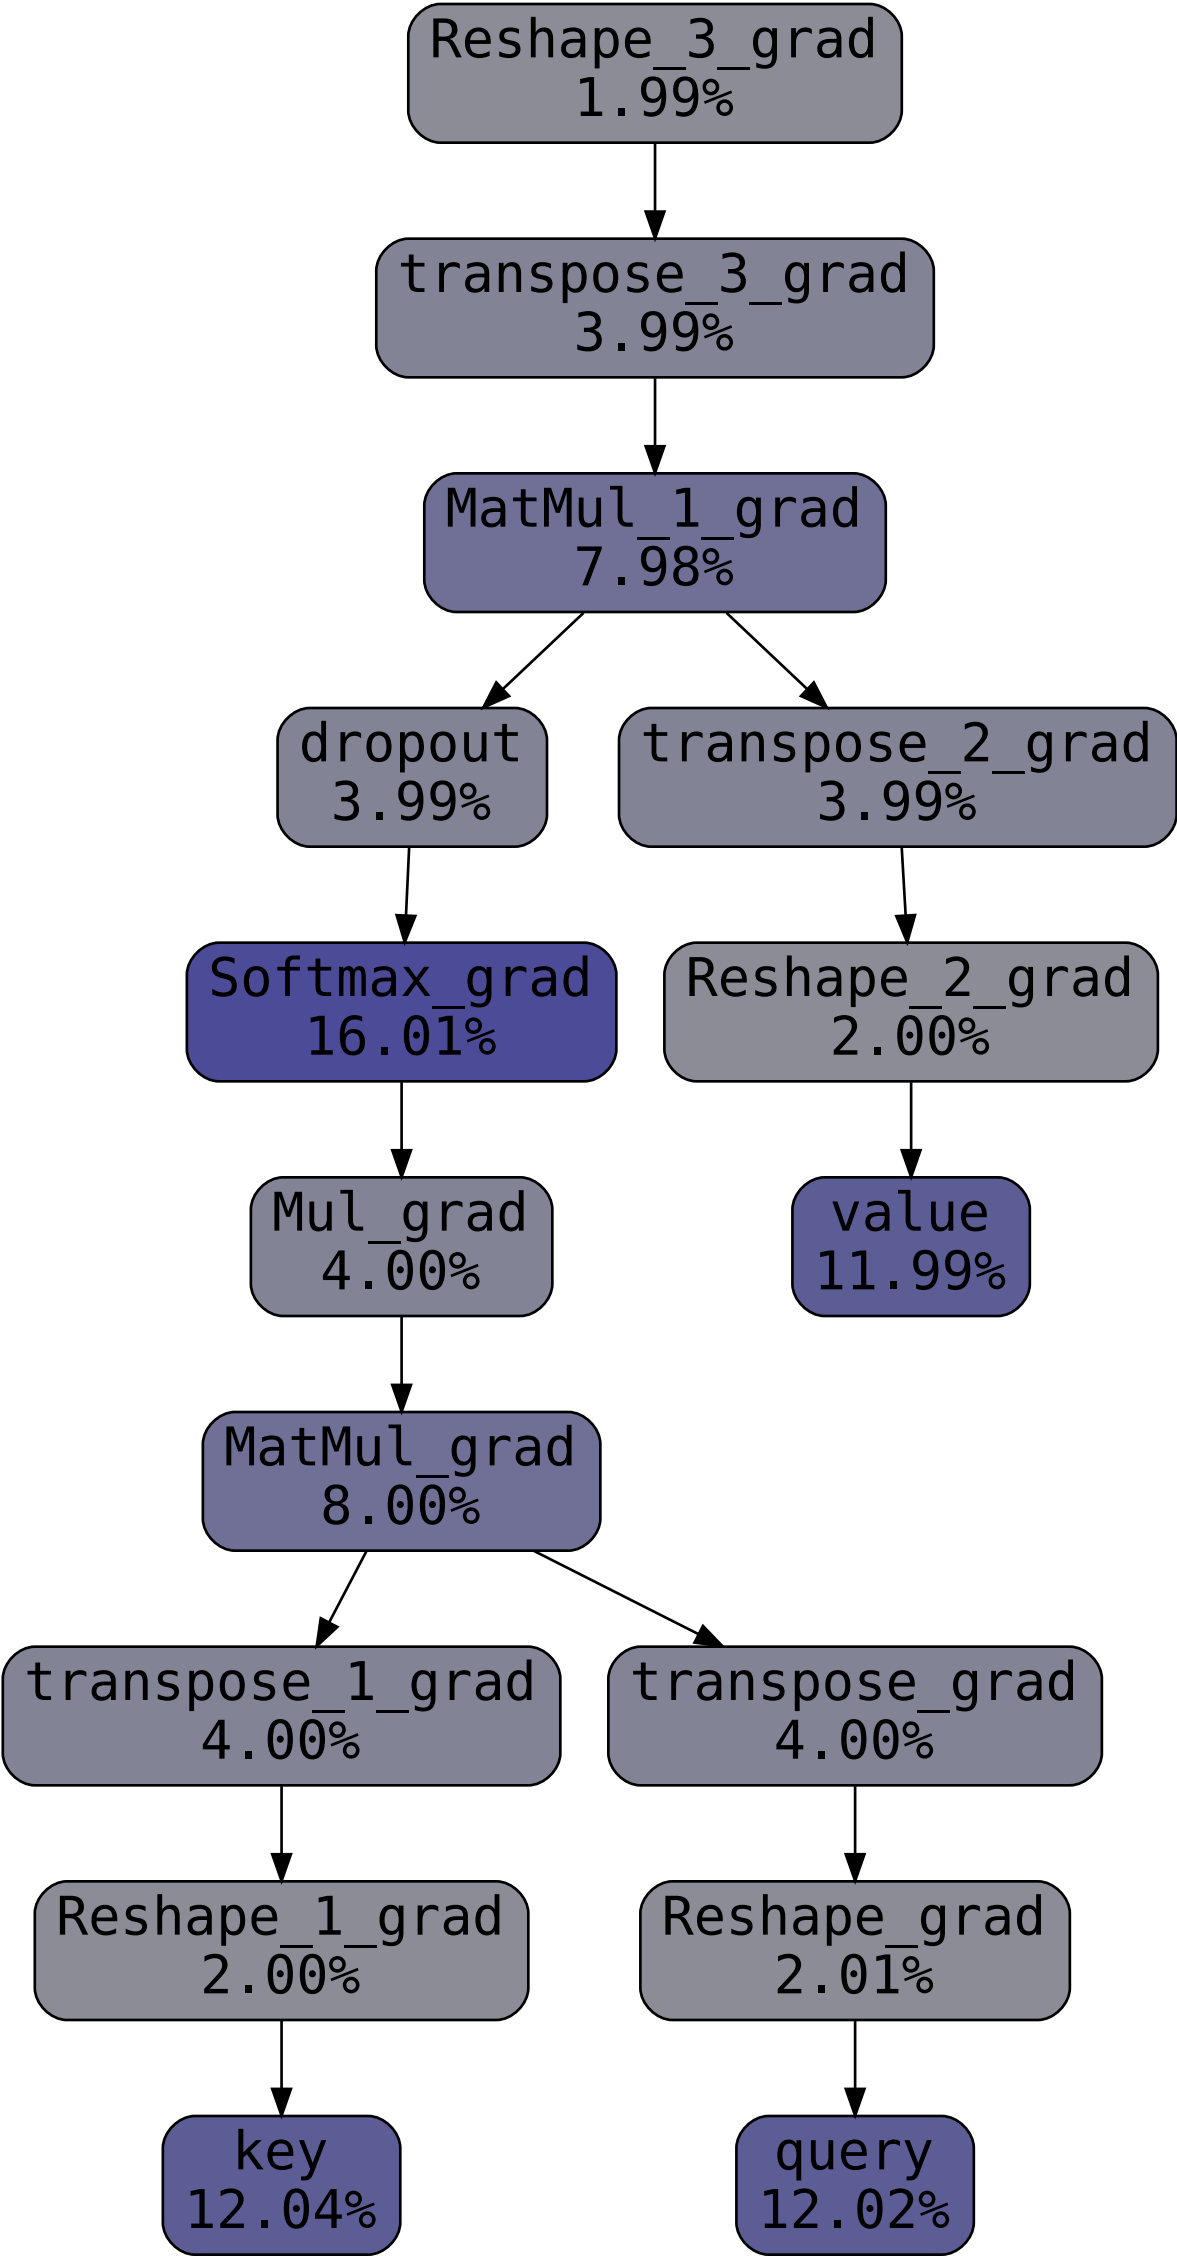 Reshape_3_grad
1.99%
transpose_3_grad
3.99%
MatMul_1_grad
7.98%
dropout
3.99%
transpose_2_grad
3.99%
Softmax_grad
16.01%
Reshape_2_grad
2.00%
Mul_grad
4.00%
value
11.99%
MatMul_grad
8.00%
transpose_1_grad
4.00%
transpose_grad
4.00%
Reshape_1_grad
2.00%
Reshape_grad
2.01%
key
12.04%
query
12.02%